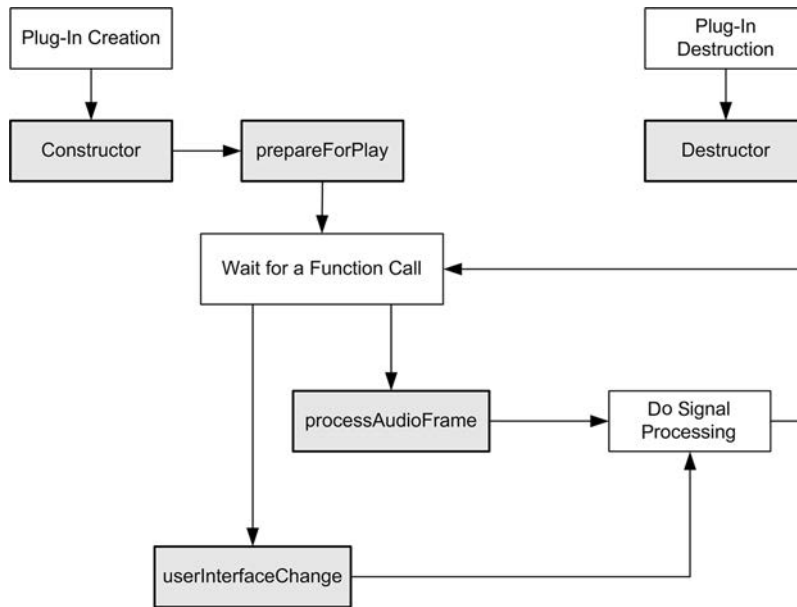 Plug-In Creation
Plug-In
Destruction
Constructor
prepareForPlay
Destructor
Wait for a Function Call
processAudioFrame
Do Signal
Processing
userInterfaceChange